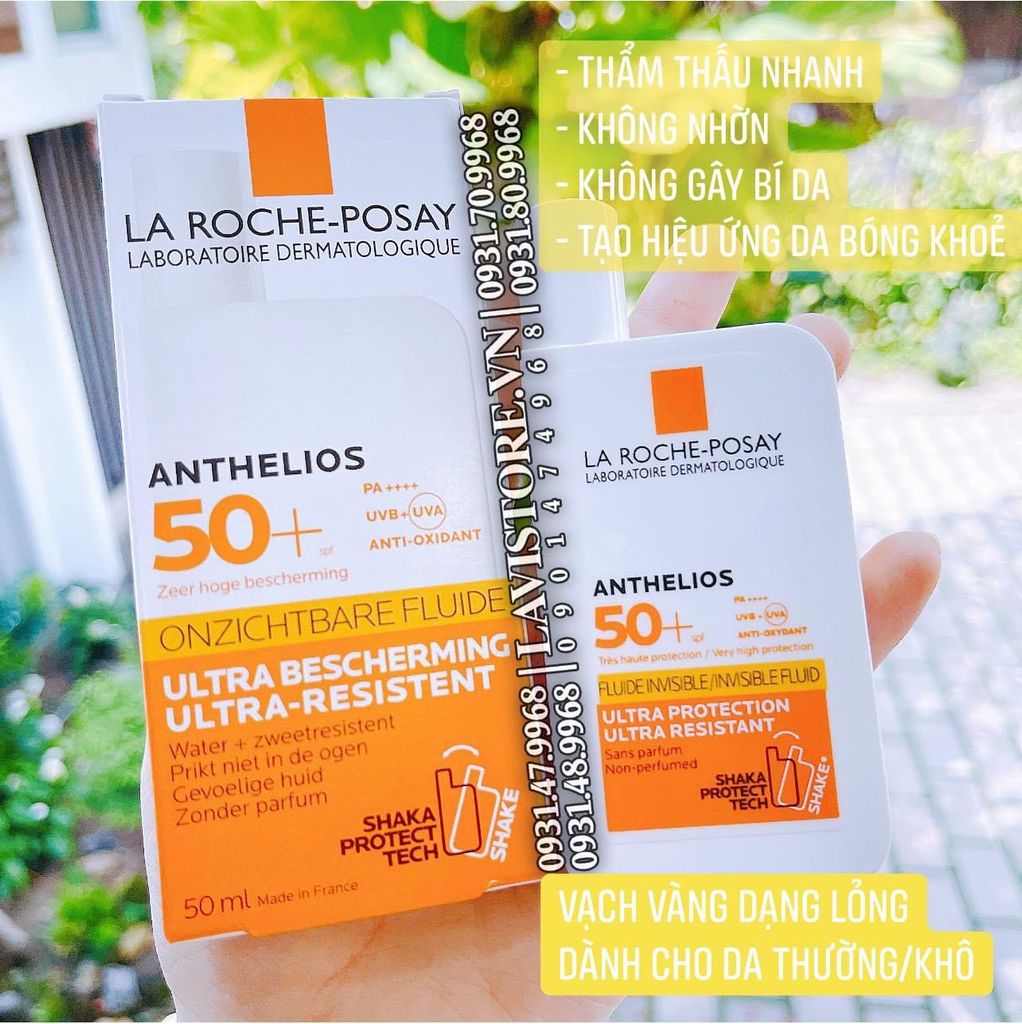 - THẨM THẤU NHANH
- KHÔNG NHỜN
- KHÔNG GÂY BÍ DA
- TẠO HIỆU ỨNG DA BÓNG KHOẺ
LA ROCHE-POSAY
LABORATOIRE DERMATOLOGIQUE
ANTHELIOS
50+ spf
PA ++++
UVB+UVA
ANTI-OXIDANT
Zeer hoge bescherming
ONZICHTBARE FLUIDE
ULTRA BESCHERMING
ULTRA-RESISTENT
Water + zweetresistent
Prikt niet in de ogen
Gevoelige huid
Zonder parfum
SHAKA
PROTECT
TECH
SHAKE
50 ml Made in France
0931.47.9968 | LAVISTORE.VN | 0931.70.9968
0931.48.9968 | 0901474968 | 0931.80.9968
LA ROCHE-POSAY
LABORATOIRE DERMATOLOGIQUE
ANTHELIOS
50+ spf
PA ++++
UVB+UVA
ANTI-OXYDANT
Très haute protection / Very high protection
FLUIDE INVISIBLE/INVISIBLE FLUID
ULTRA PROTECTION
ULTRA RESISTANT
Sans parfum
Non-perfumed
SHAKA
PROTECT
TECH
SHAKE
VẠCH VÀNG DẠNG LỎNG
DÀNH CHO DA THƯỜNG/KHÔ